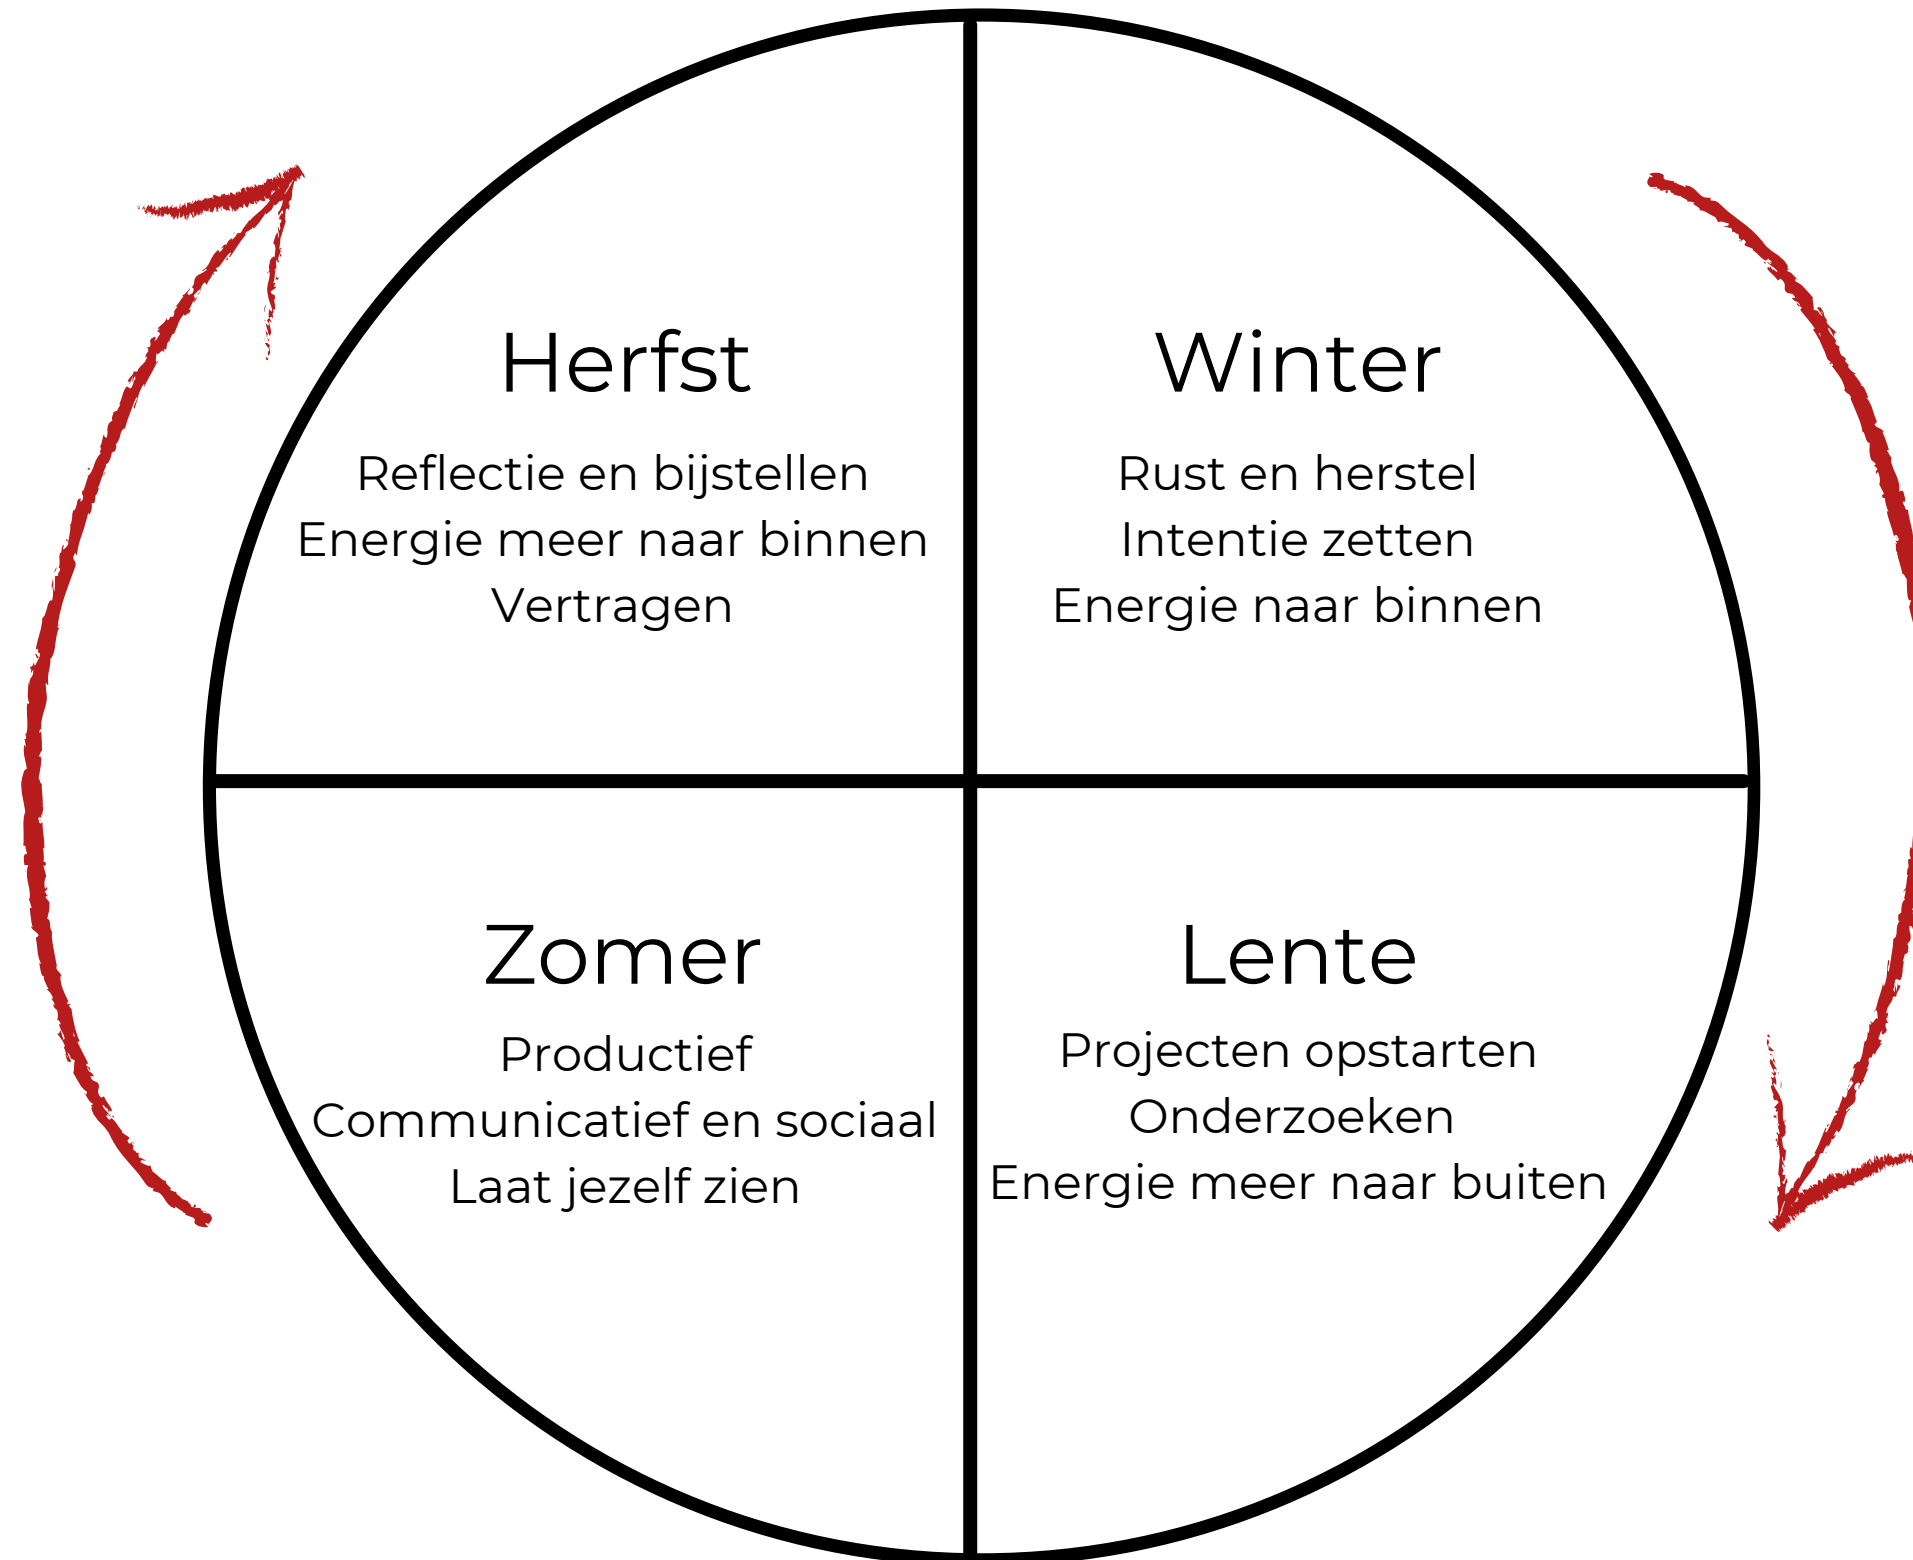 Herfst
Reflectie en bijstellen
Energie meer naar binnen
Vertragen
Winter
Rust en herstel
Intentie zetten
Energie naar binnen
Zomer
Productief
Communicatief en sociaal
Laat jezelf zien
Lente
Projecten opstarten
Onderzoeken
Energie meer naar buiten